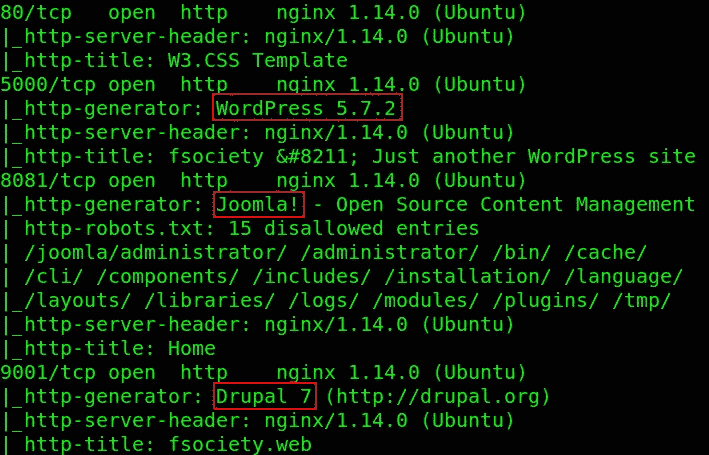 80/tcp   open  http    nginx 1.14.0 (Ubuntu)
|_http-server-header: nginx/1.14.0 (Ubuntu)
|_http-title: W3.CSS Template
5000/tcp open  http    nginx 1.14.0 (Ubuntu)
|_http-generator: WordPress 5.7.2
|_http-server-header: nginx/1.14.0 (Ubuntu)
|_http-title: fsociety &#8211; Just another WordPress site
8081/tcp open  http    nginx 1.14.0 (Ubuntu)
|_http-generator: Joomla! - Open Source Content Management
| http-robots.txt: 15 disallowed entries
| /joomla/administrator/ /administrator/ /bin/ /cache/
| /cli/ /components/ /includes/ /installation/ /language/
|_/layouts/ /libraries/ /logs/ /modules/ /plugins/ /tmp/
|_http-server-header: nginx/1.14.0 (Ubuntu)
|_http-title: Home
9001/tcp open  http    nginx 1.14.0 (Ubuntu)
|_http-generator: Drupal 7 (http://drupal.org)
|_http-server-header: nginx/1.14.0 (Ubuntu)
|_http-title: fsociety.web